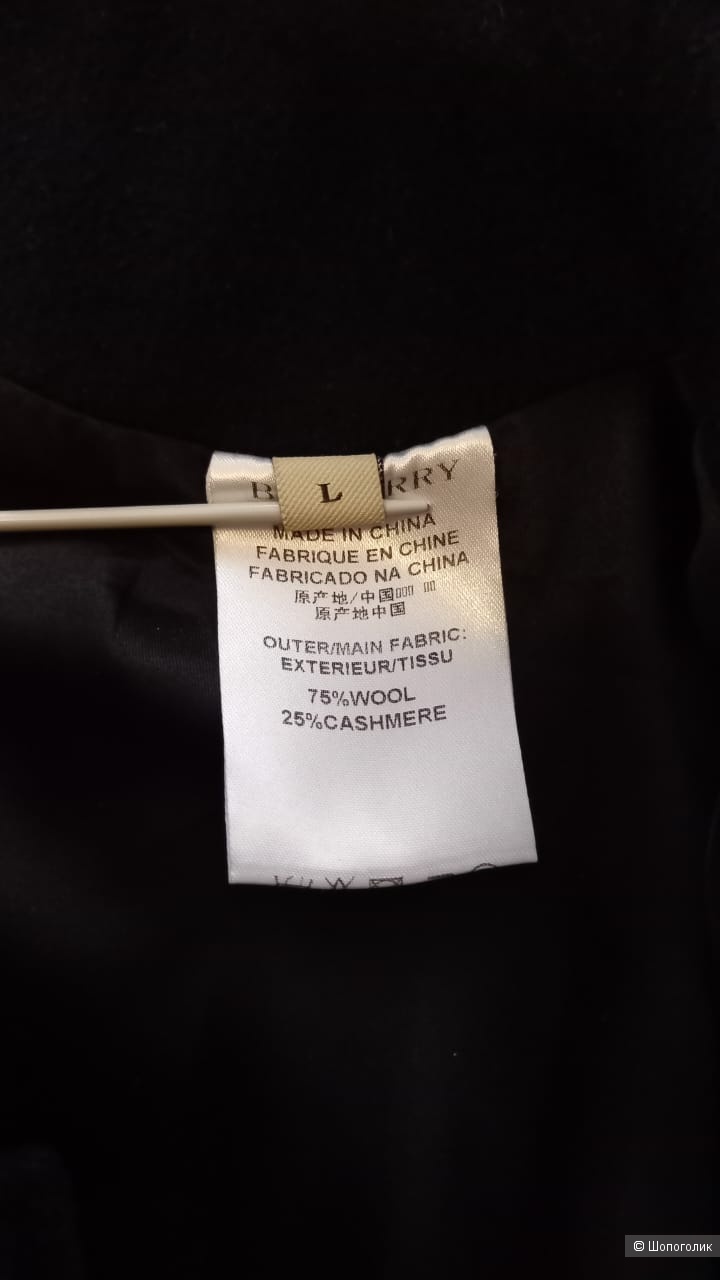 L
RRY
MADE IN CHINA
FABRIQUE EN CHINE
FABRICADO NA CHINA
原产地/中国▯▯▯ ▯▯
原产地中国
OUTER/MAIN FABRIC:
EXTERIEUR/TISSU
75%WOOL
25%CASHMERE
© Шопоголик